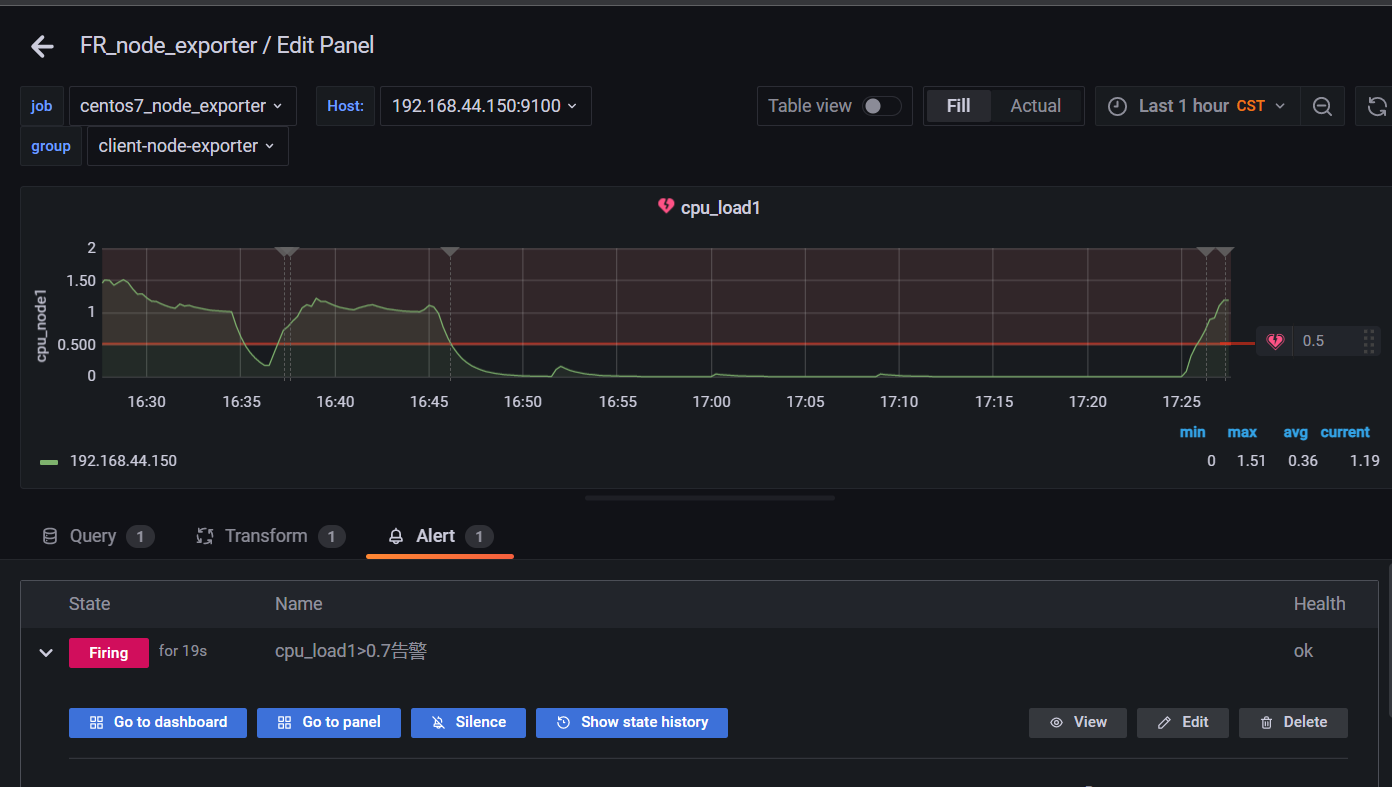 FR_node_exporter / Edit Panel
job centos7_node_exporter Host: 192.168.44.150:9100 Table view Fill Actual Last 1 hour CST
group client-node-exporter
cpu_load1
2
1.50
1
0.500
0
cpu_node1
0.5
16:30 16:35 16:40 16:45 16:50 16:55 17:00 17:05 17:10 17:15 17:20 17:25
min max avg current
192.168.44.150 0 1.51 0.36 1.19
Query 1 Transform 1 Alert 1
State Name Health
Firing for 19s cpu_load1>0.7告警 ok
Go to dashboard Go to panel Silence Show state history View Edit Delete